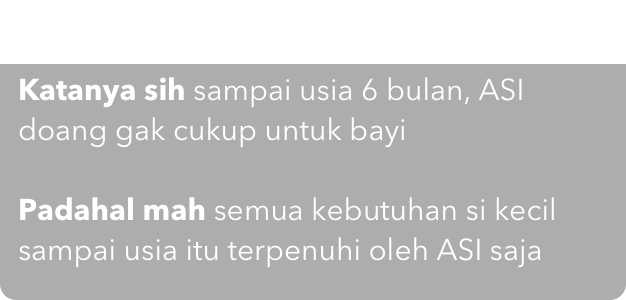 Katanya sih sampai usia 6 bulan, ASI
doang gak cukup untuk bayi
Padahal mah semua kebutuhan si kecil
sampai usia itu terpenuhi oleh ASI saja